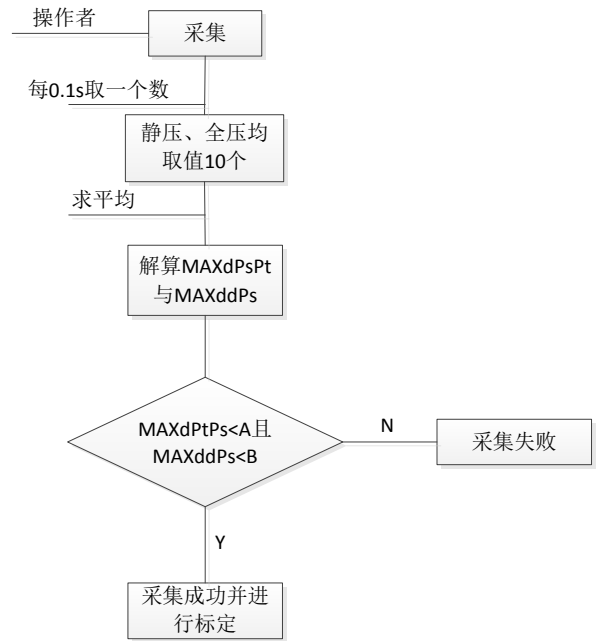 操作者
采集
每0.1s取一个数
静压、全压均
取值10个
求平均
解算MAXdPsPt
与MAXddPs
MAXdPtPs<A且
MAXddPs<B
N
采集失败
Y
采集成功并进
行标定